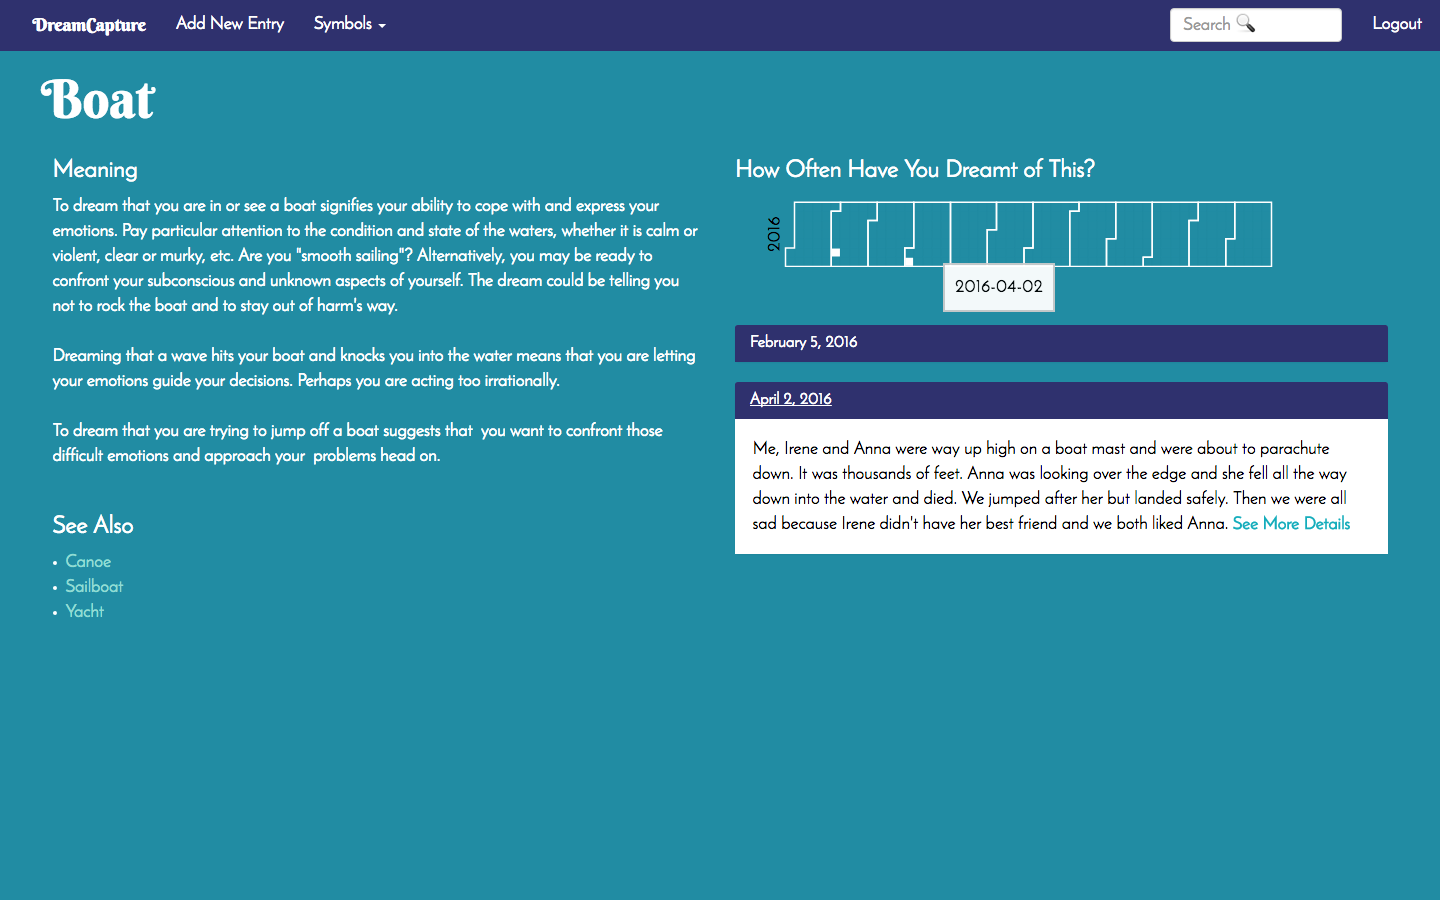 DreamCapture Add New Entry Symbols Search Logout
Boat
Meaning
To dream that you are in or see a boat signifies your ability to cope with and express your
emotions. Pay particular attention to the condition and state of the waters, whether it is calm or
violent, clear or murky, etc. Are you "smooth sailing"? Alternatively, you may be ready to
confront your subconscious and unknown aspects of yourself. The dream could be telling you
not to rock the boat and to stay out of harm's way.
Dreaming that a wave hits your boat and knocks you into the water means that you are letting
your emotions guide your decisions. Perhaps you are acting too irrationally.
To dream that you are trying to jump off a boat suggests that  you want to confront those
difficult emotions and approach your  problems head on.
See Also
• Canoe
• Sailboat
• Yacht
How Often Have You Dreamt of This?
2016
2016-04-02
February 5, 2016
April 2, 2016
Me, Irene and Anna were way up high on a boat mast and were about to parachute
down. It was thousands of feet. Anna was looking over the edge and she fell all the way
down into the water and died. We jumped after her but landed safely. Then we were all
sad because Irene didn't have her best friend and we both liked Anna. See More Details